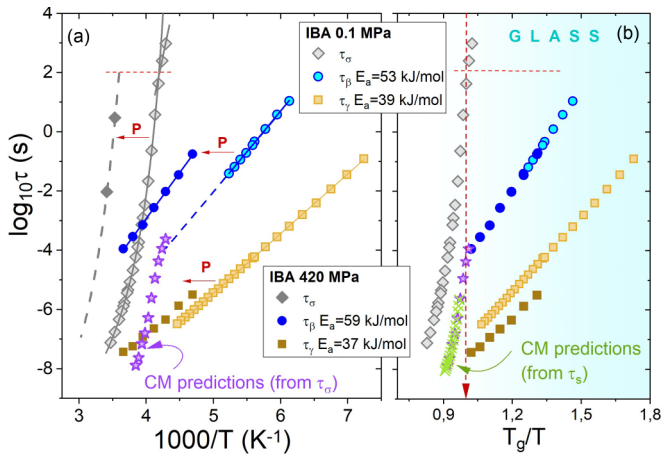 (a)
IBA 0.1 MPa
τσ
τβ Eₐ=53 kJ/mol
τγ Eₐ=39 kJ/mol
(b)
G L A S S
P
P
P
IBA 420 MPa
τσ
τβ Eₐ=59 kJ/mol
τγ Eₐ=37 kJ/mol
CM predictions (from τσ)
CM predictions
(from τₛ)
log₁₀τ (s)
4
2
0
-2
-4
-6
-8
3
4
5
6
7
0,9
1,2
1,5
1,8
1000/T (K⁻¹)
Tg/T